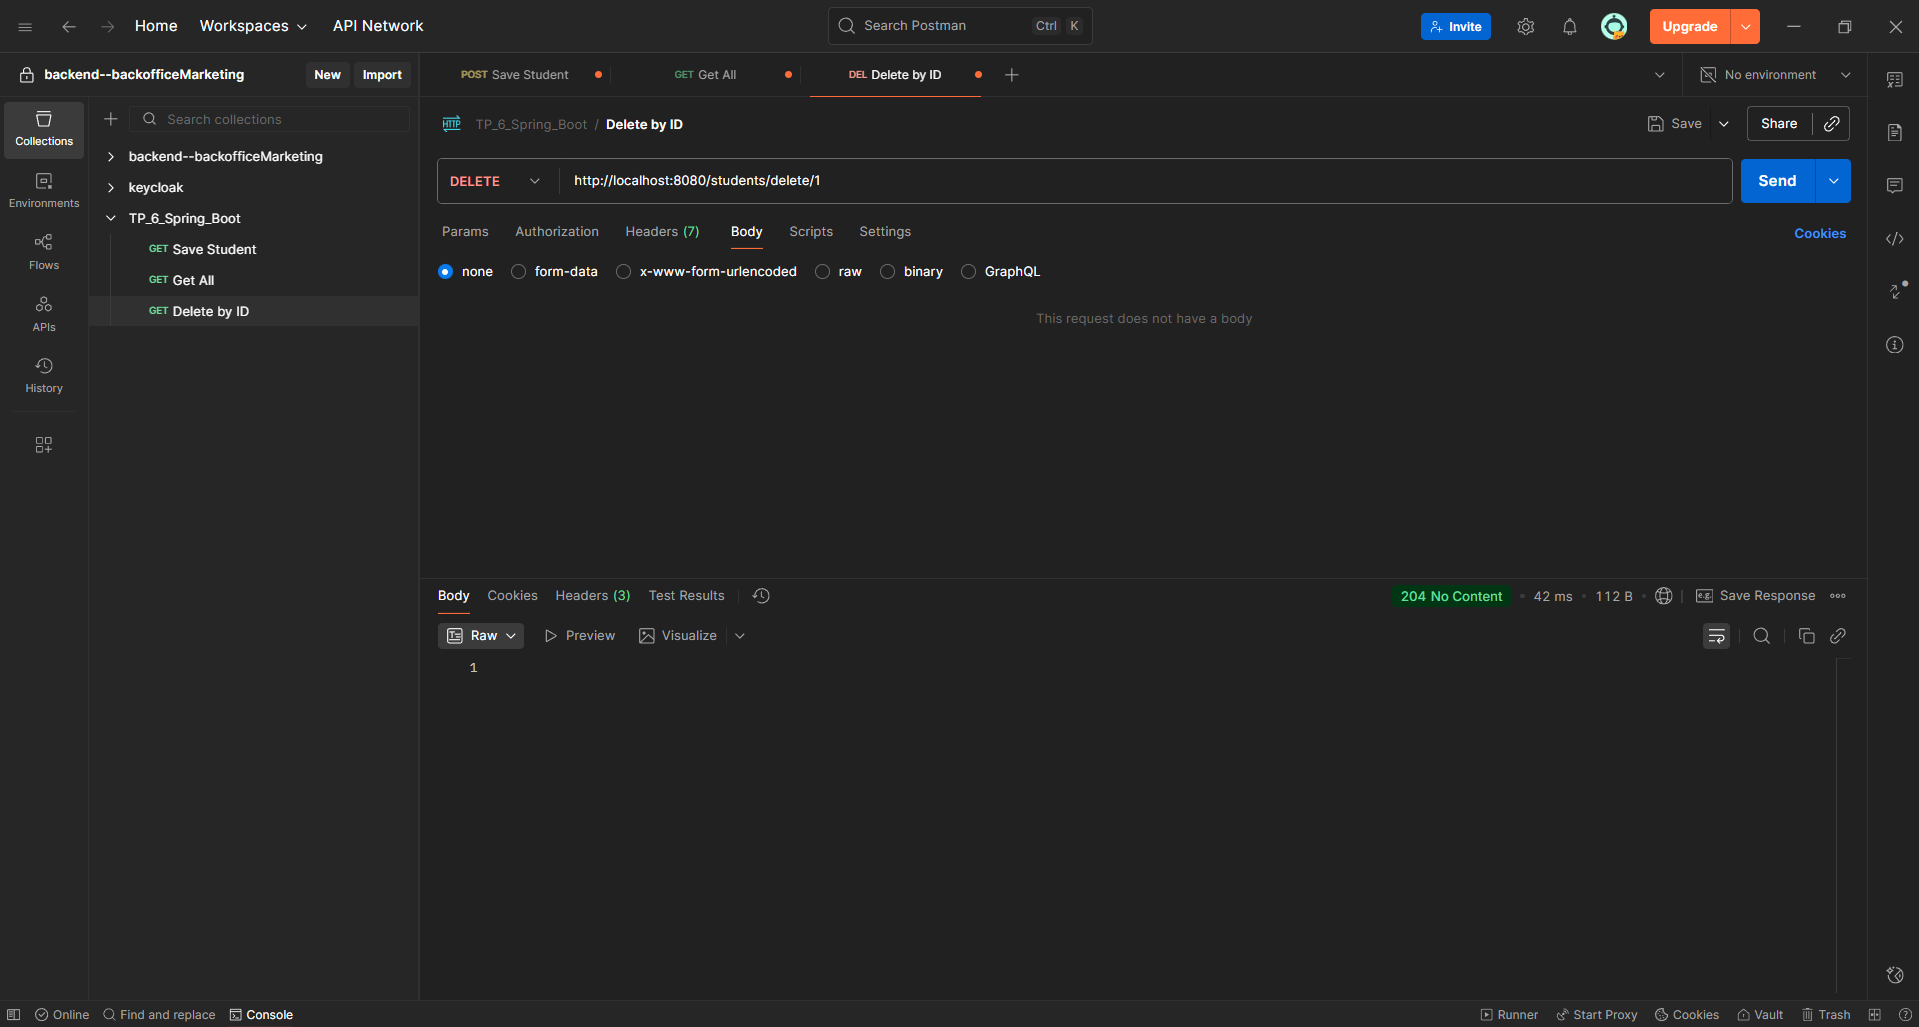 Home Workspaces API Network Search Postman Ctrl K Invite Upgrade
backend--backofficeMarketing New Import POST Save Student GET Get All DEL Delete by ID No environment
Collections
Environments
Flows
APIs
History
Search collections
backend--backofficeMarketing
keycloak
TP_6_Spring_Boot
GET Save Student
GET Get All
GET Delete by ID
HTTP TP_6_Spring_Boot / Delete by ID Save Share
DELETE http://localhost:8080/students/delete/1 Send
Params Authorization Headers (7) Body Scripts Settings Cookies
none form-data x-www-form-urlencoded raw binary GraphQL
This request does not have a body
Body Cookies Headers (3) Test Results 204 No Content 42 ms 112 B e.g. Save Response
Raw Preview Visualize
1
Online Find and replace Console Runner Start Proxy Cookies Vault Trash